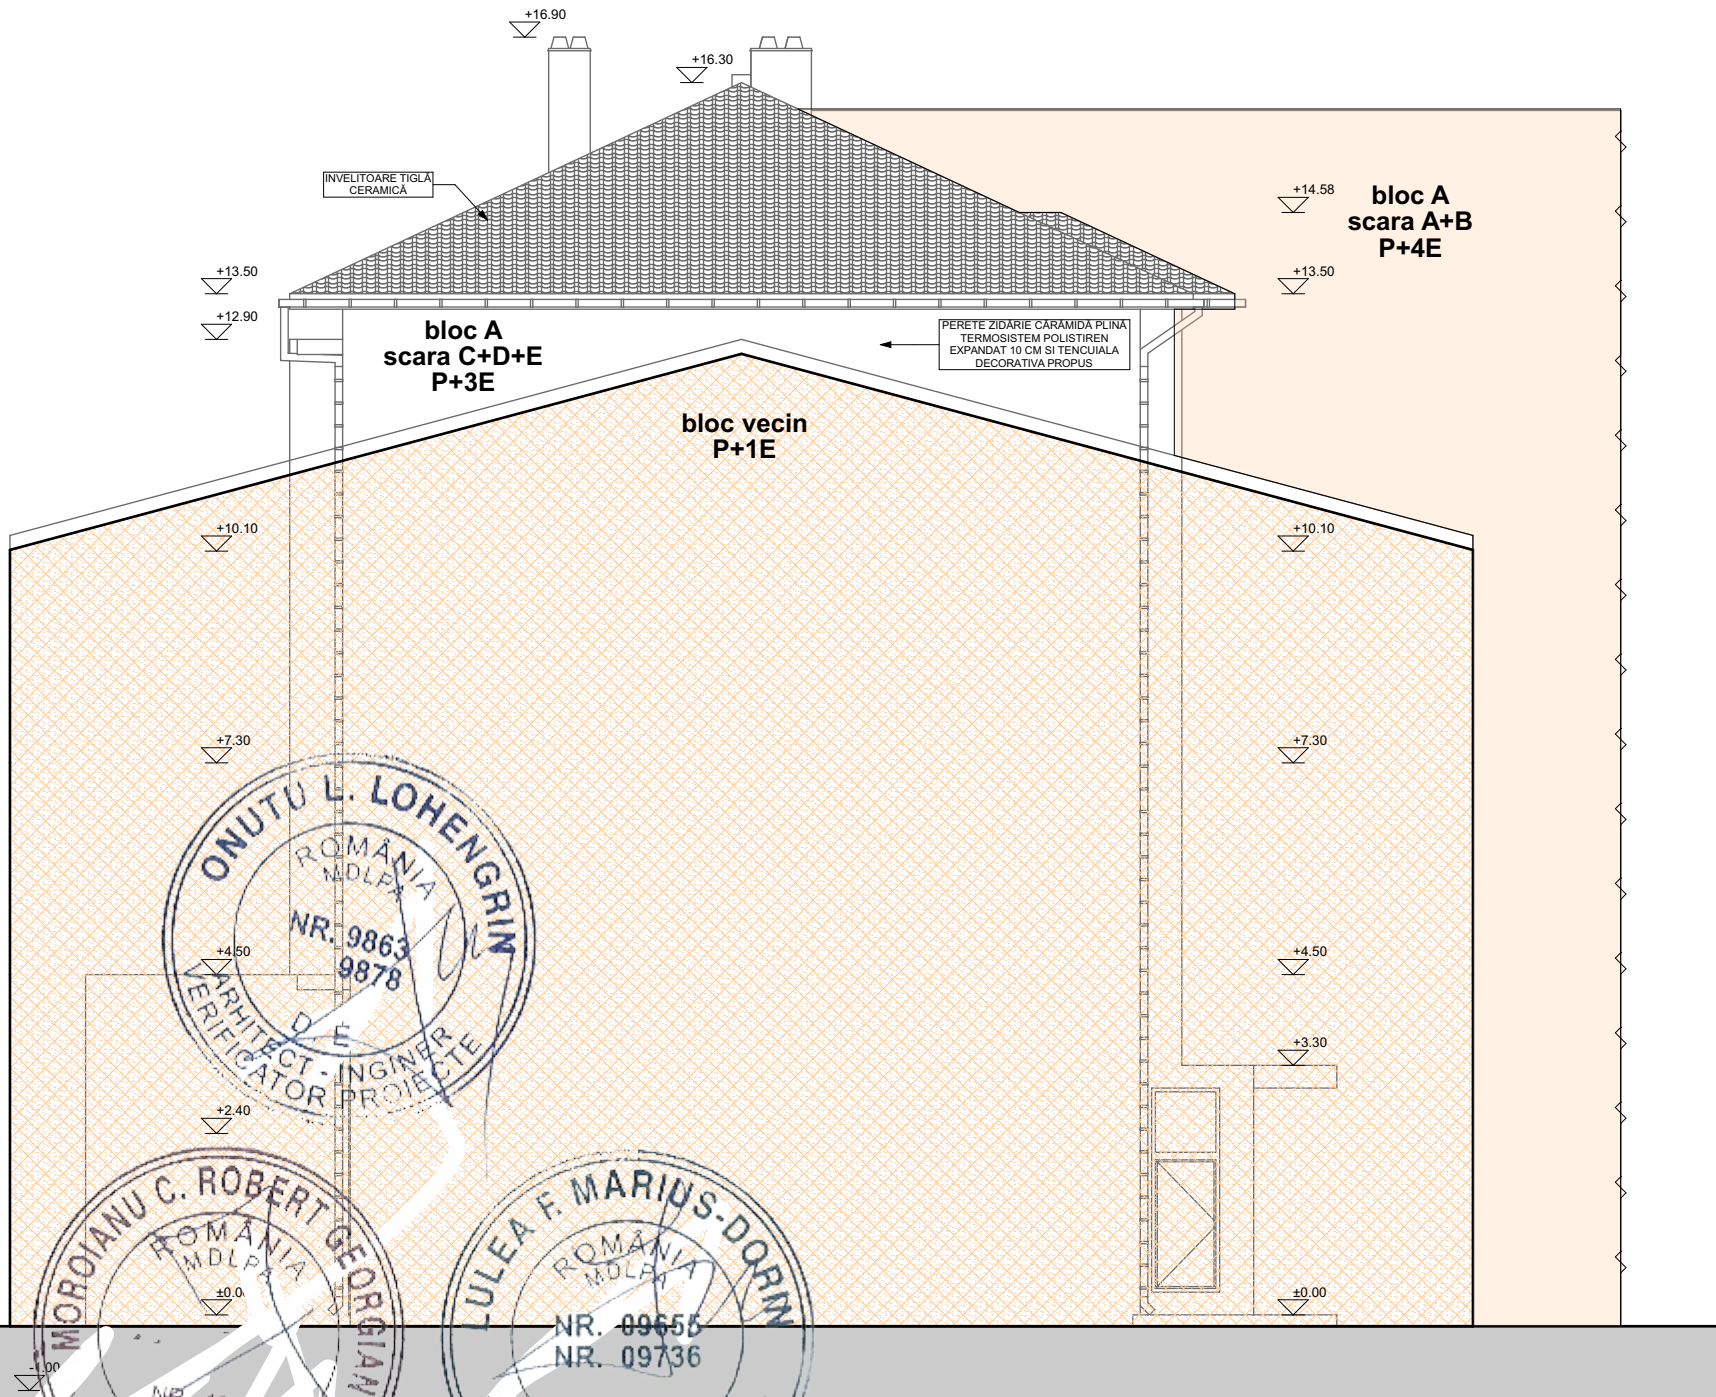 +16.90
+16.30
INVELITOARE TIGLĂ
CERAMICĂ
+14.58
bloc A
scara A+B
P+4E
+13.50
+13.50
+12.90
bloc A
scara C+D+E
P+3E
PERETE ZIDĂRIE CĂRĂMIDĂ PLINĂ
TERMOSISTEM POLISTIREN
EXPANDAT 10 CM SI TENCUIALA
DECORATIVA PROPUS
bloc vecin
P+1E
+10.10
+10.10
+7.30
+7.30
ONUTU L. LOHENGRIN
ROMÂNIA
MDLPA
NR. 9863
9878
D E
ARHITECT - INGINER
VERIFICATOR PROIECTE
+4.50
+4.50
+3.30
+2.40
MOROIANU C. ROBERT GEORGIAN
ROMÂNIA
MDLPA
NR.
LULEA F. MARIUS-DORIN
ROMÂNIA
MDLPA
NR. 09655
NR. 09736
±0.00
±0.00
-1.00